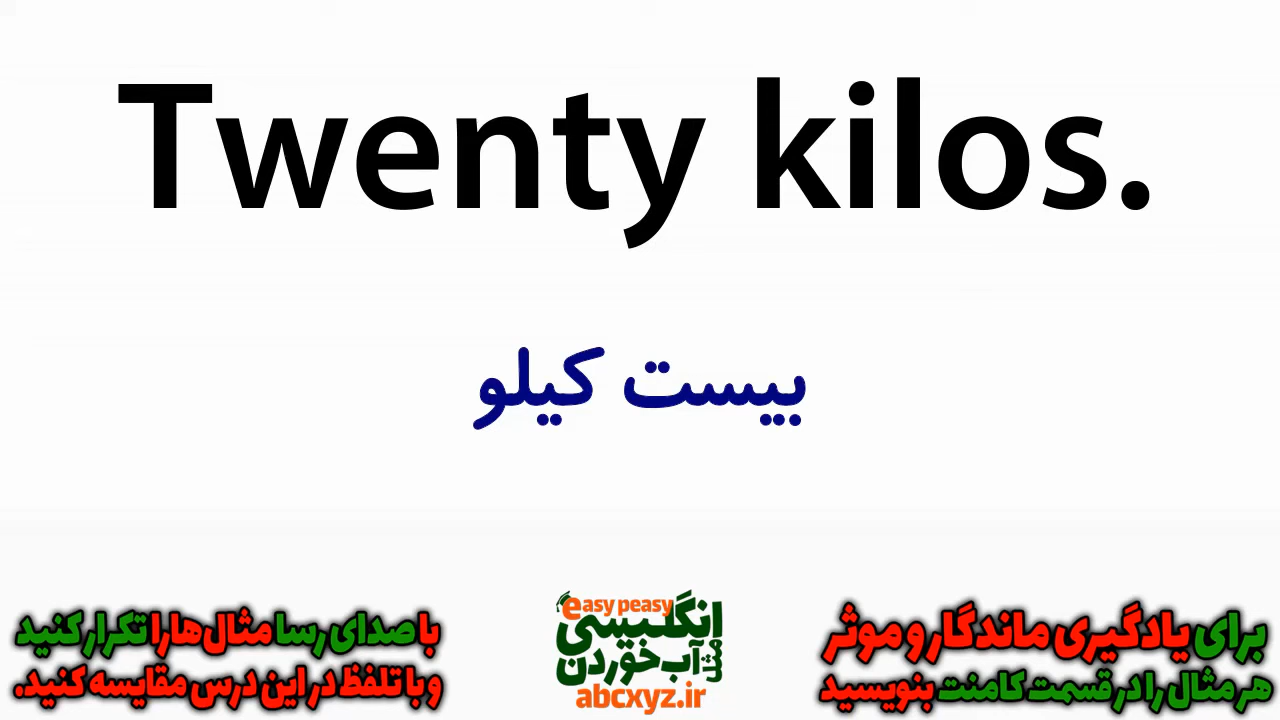 Twenty kilos.
بیست کیلو
برای یادگیری ماندگار و موثر
هر مثال را در قسمت کامنت بنویسید
easy peasy
انگلیسی
مثل آب خوردن
abcxyz.ir
با صدای رسا مثال‌ها را تکرار کنید
و با تلفظ در این درس مقایسه کنید.